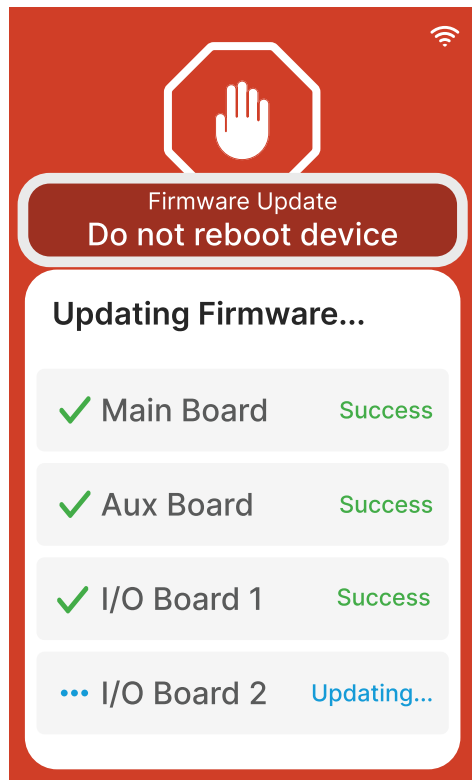 Firmware Update
Do not reboot device
Updating Firmware...
Main Board Success
Aux Board Success
I/O Board 1 Success
I/O Board 2 Updating...